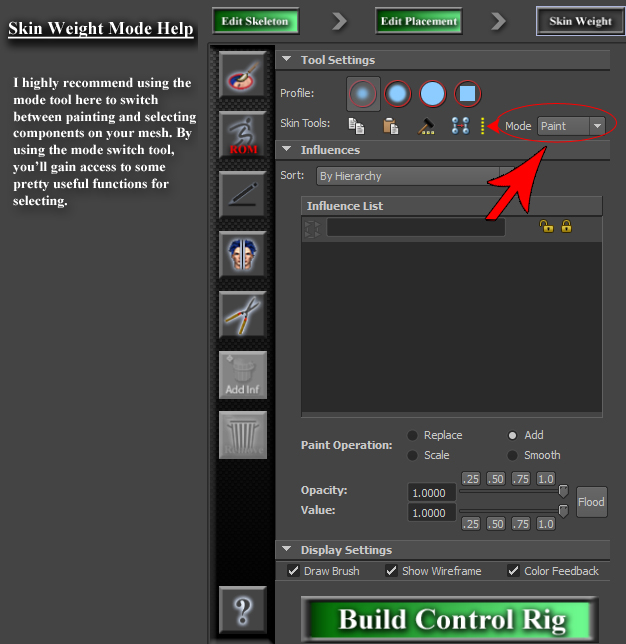 Skin Weight Mode Help
I highly recommend using the
mode tool here to switch
between painting and selecting
components on your mesh. By
using the mode switch tool,
you'll gain access to some
pretty useful functions for
selecting.
Edit Skeleton
Edit Placement
Skin Weight
Tool Settings
Profile:
Skin Tools:
Mode
Paint
ROM
Influences
Sort:
By Hierarchy
Influence List
Add Inf
Paint Operation:
Replace
Add
Scale
Smooth
Opacity:
1.0000
.25 .50 .75 1.0
Value:
1.0000
.25 .50 .75 1.0
Flood
Display Settings
Draw Brush
Show Wireframe
Color Feedback
?
Build Control Rig